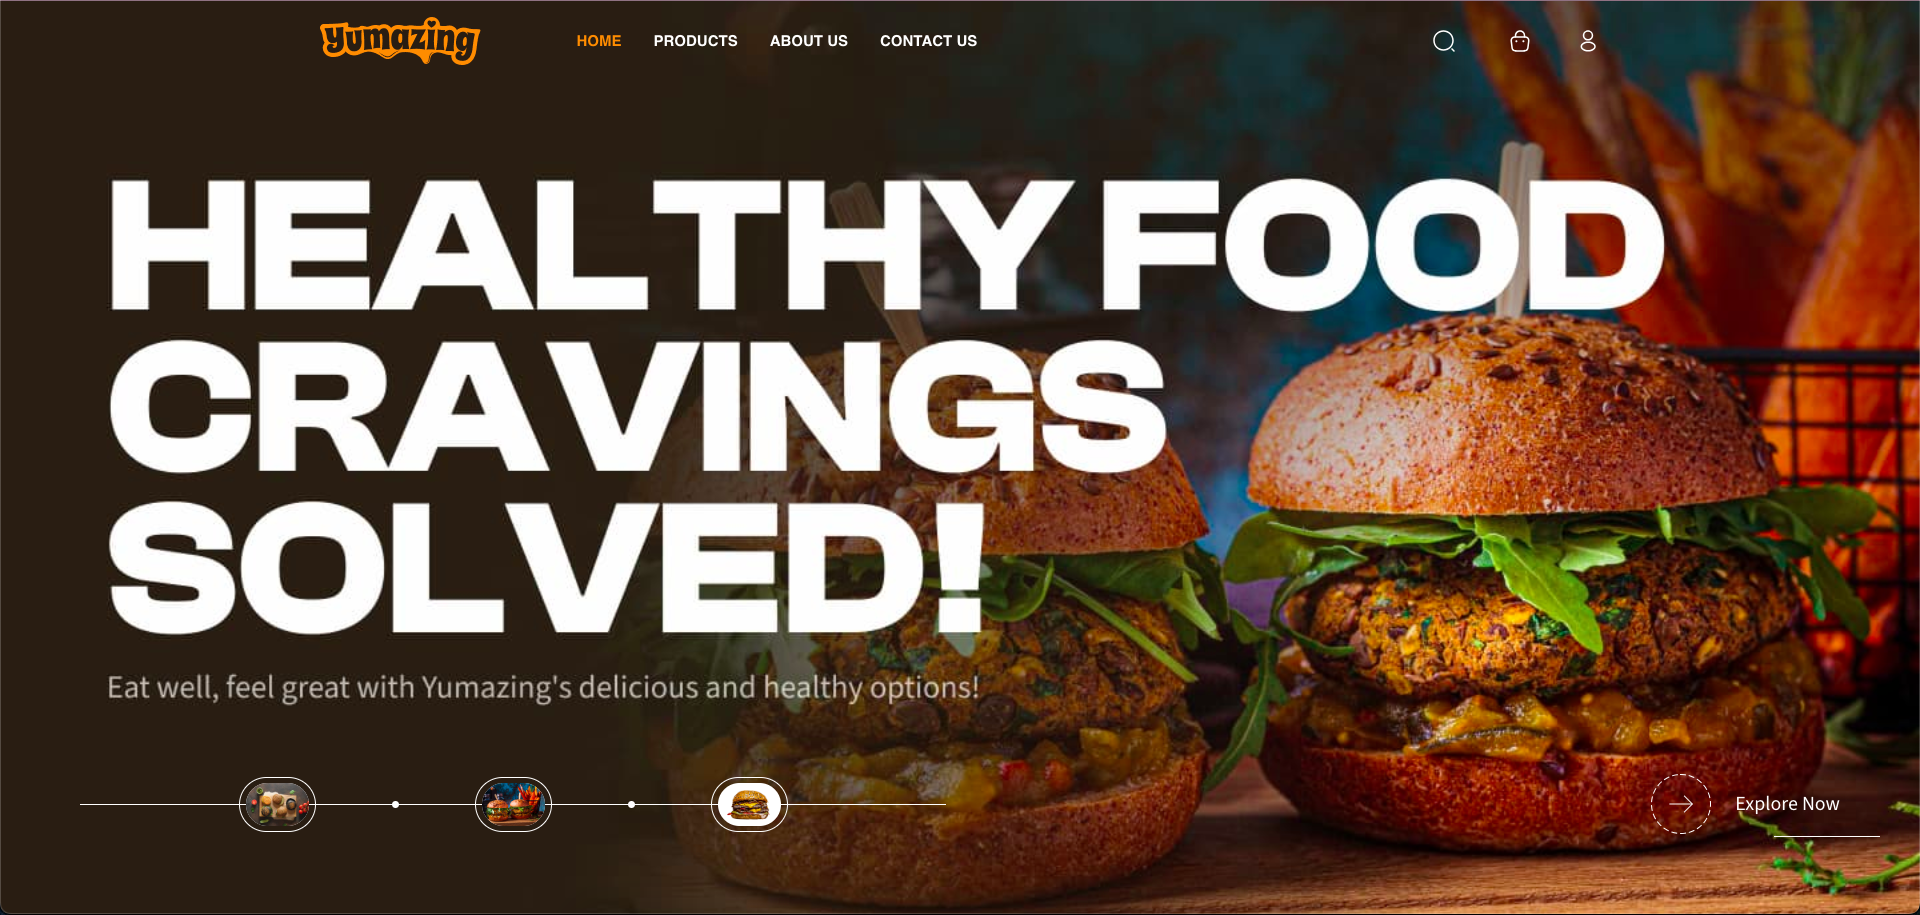 Yumazing
HOME PRODUCTS ABOUT US CONTACT US
HEALTHY FOOD
CRAVINGS
SOLVED!
Eat well, feel great with Yumazing's delicious and healthy options!
Explore Now